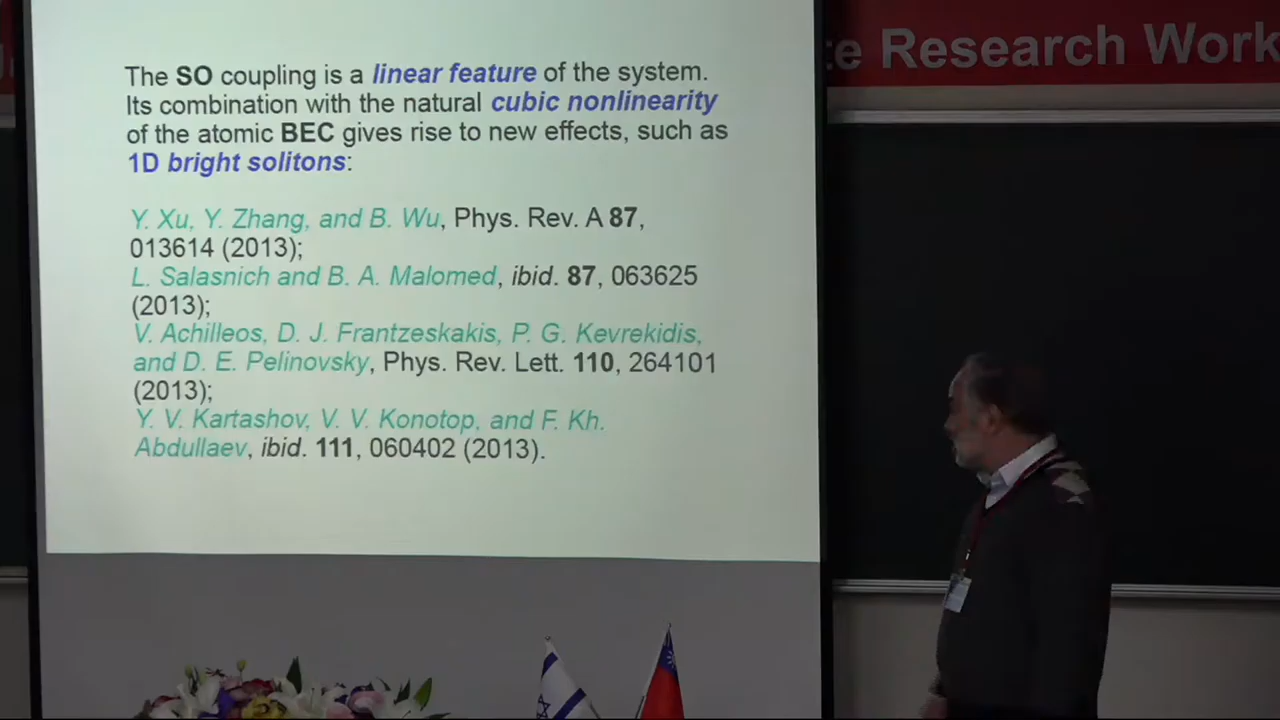 The SO coupling is a linear feature of the system.
Its combination with the natural cubic nonlinearity
of the atomic BEC gives rise to new effects, such as
1D bright solitons:
Y. Xu, Y. Zhang, and B. Wu, Phys. Rev. A 87,
013614 (2013);
L. Salasnich and B. A. Malomed, ibid. 87, 063625
(2013);
V. Achilleos, D. J. Frantzeskakis, P. G. Kevrekidis,
and D. E. Pelinovsky, Phys. Rev. Lett. 110, 264101
(2013);
Y. V. Kartashov, V. V. Konotop, and F. Kh.
Abdullaev, ibid. 111, 060402 (2013).
te Research Work